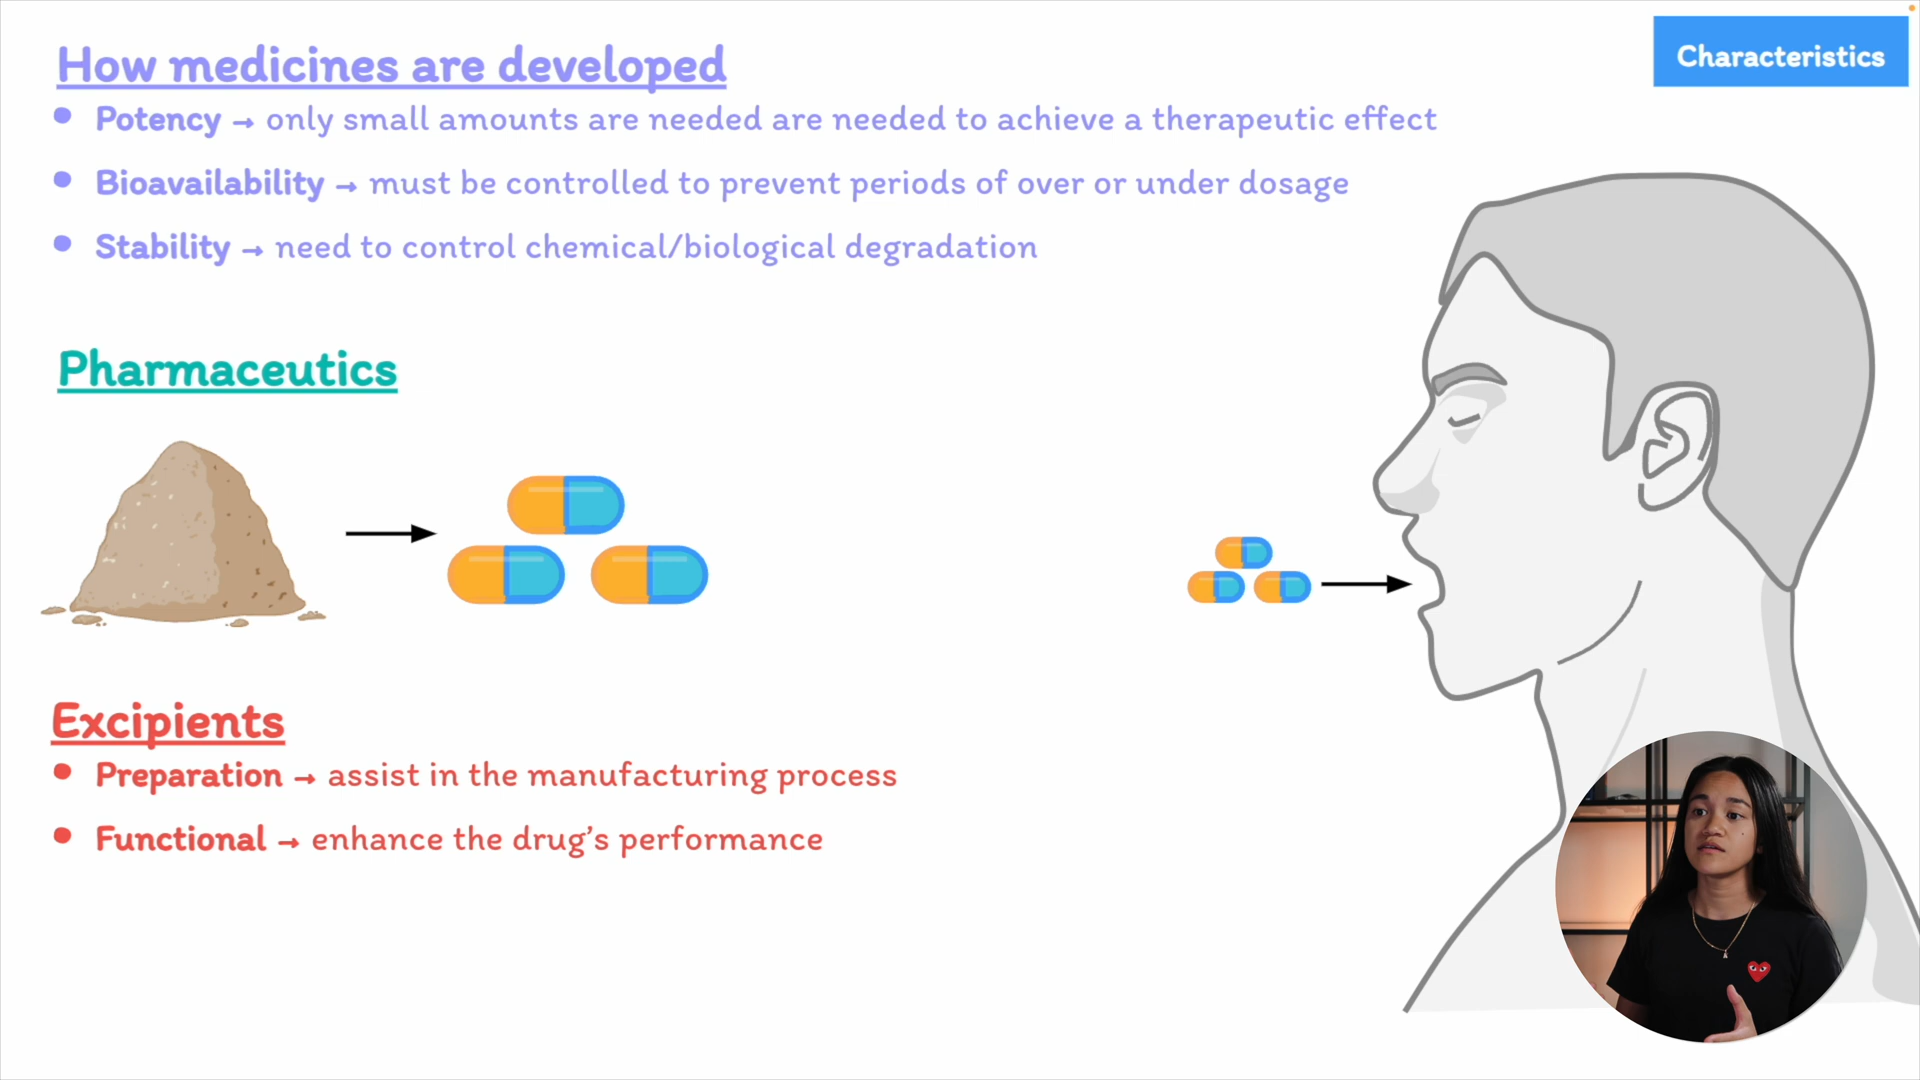 How medicines are developed
Characteristics
• Potency → only small amounts are needed are needed to achieve a therapeutic effect
• Bioavailability → must be controlled to prevent periods of over or under dosage
• Stability → need to control chemical/biological degradation
Pharmaceutics
Excipients
• Preparation → assist in the manufacturing process
• Functional → enhance the drug’s performance